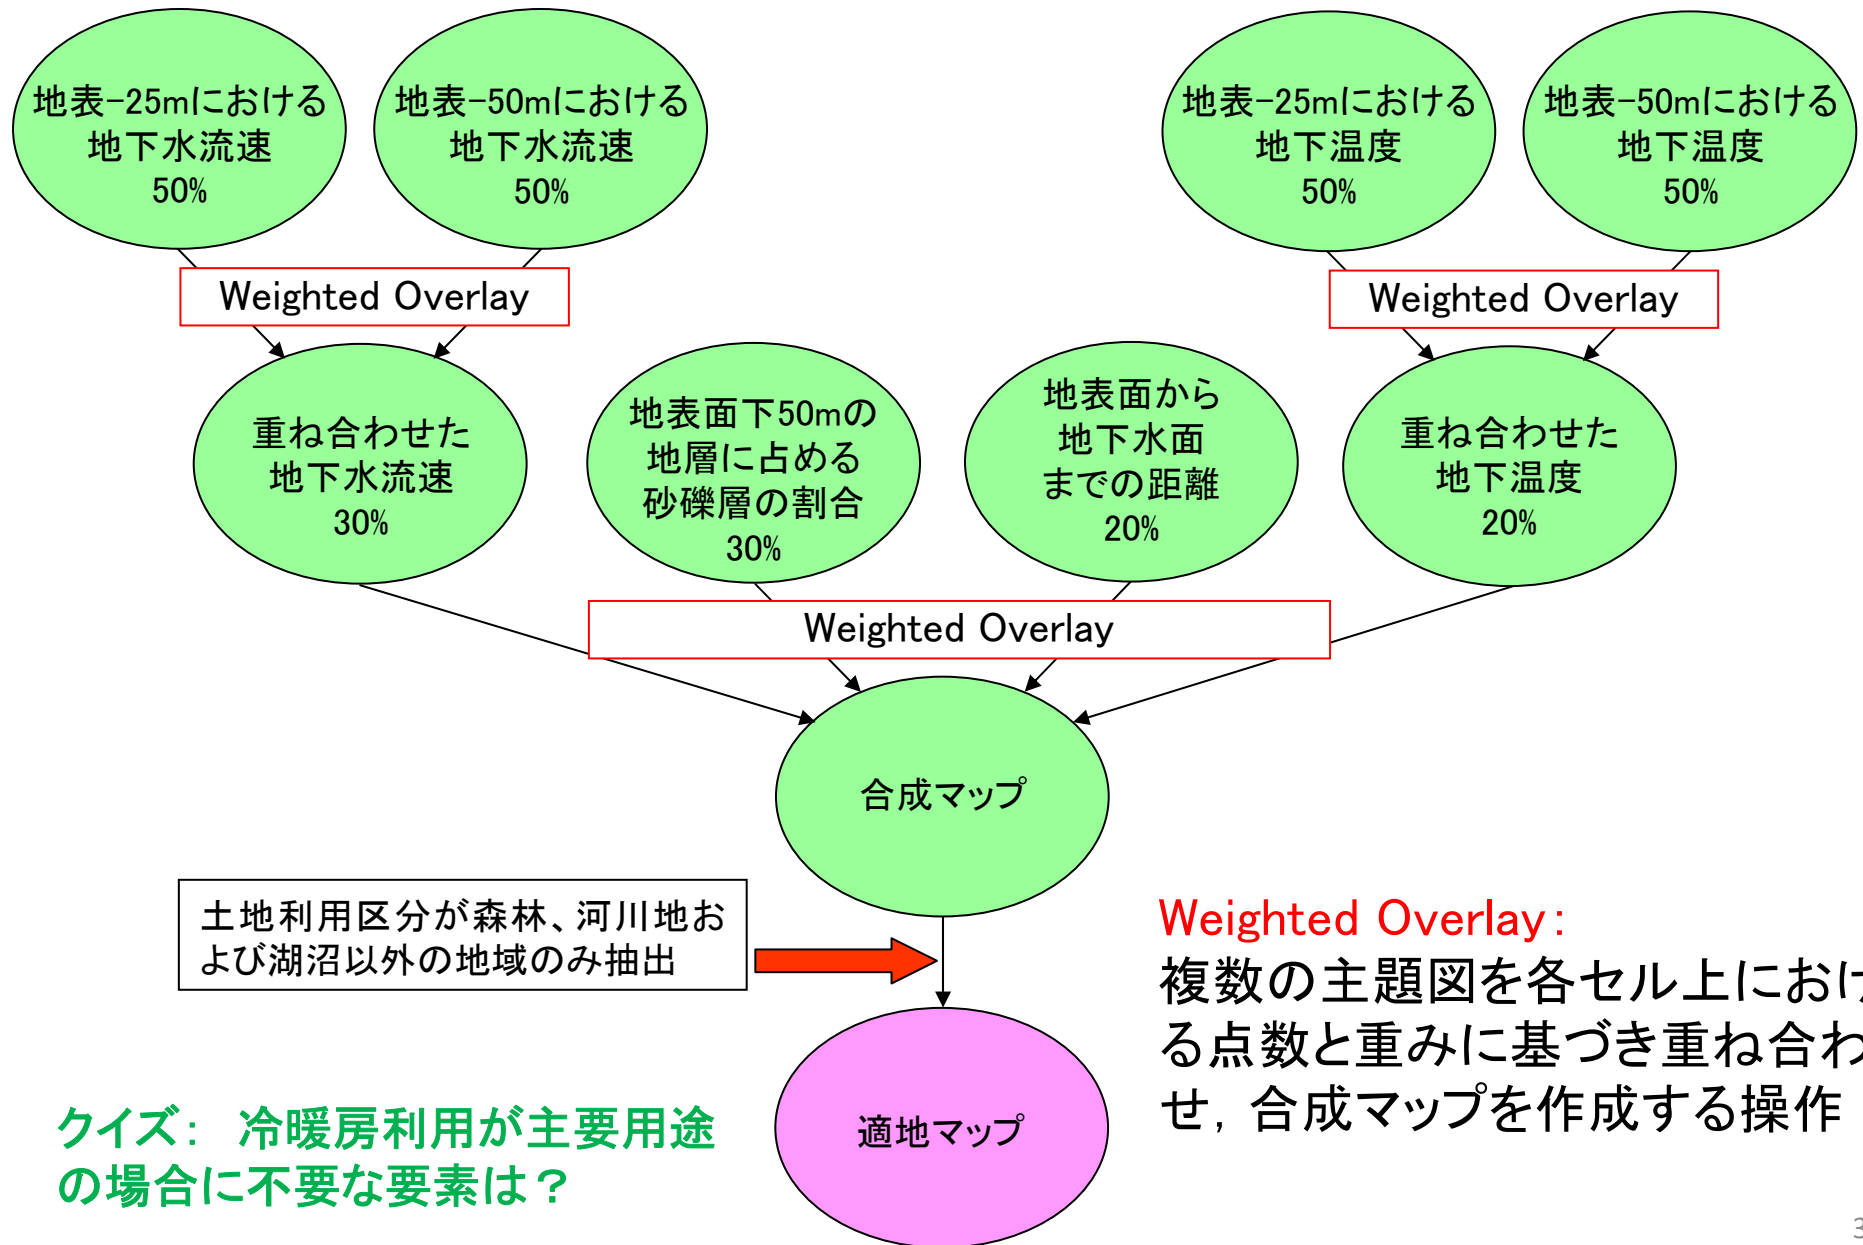 地表-25mにおける
地下水流速
50%
地表-50mにおける
地下水流速
50%
地表-25mにおける
地下温度
50%
地表-50mにおける
地下温度
50%
Weighted Overlay
Weighted Overlay
重ね合わせた
地下水流速
30%
地表面下50mの
地層に占める
砂礫層の割合
30%
地表面から
地下水面
までの距離
20%
重ね合わせた
地下温度
20%
Weighted Overlay
合成マップ
土地利用区分が森林、河川地お
よび湖沼以外の地域のみ抽出
Weighted Overlay：
複数の主題図を各セル上におけ
る点数と重みに基づき重ね合わ
せ，合成マップを作成する操作
適地マップ
クイズ：　冷暖房利用が主要用途
の場合に不要な要素は？
3